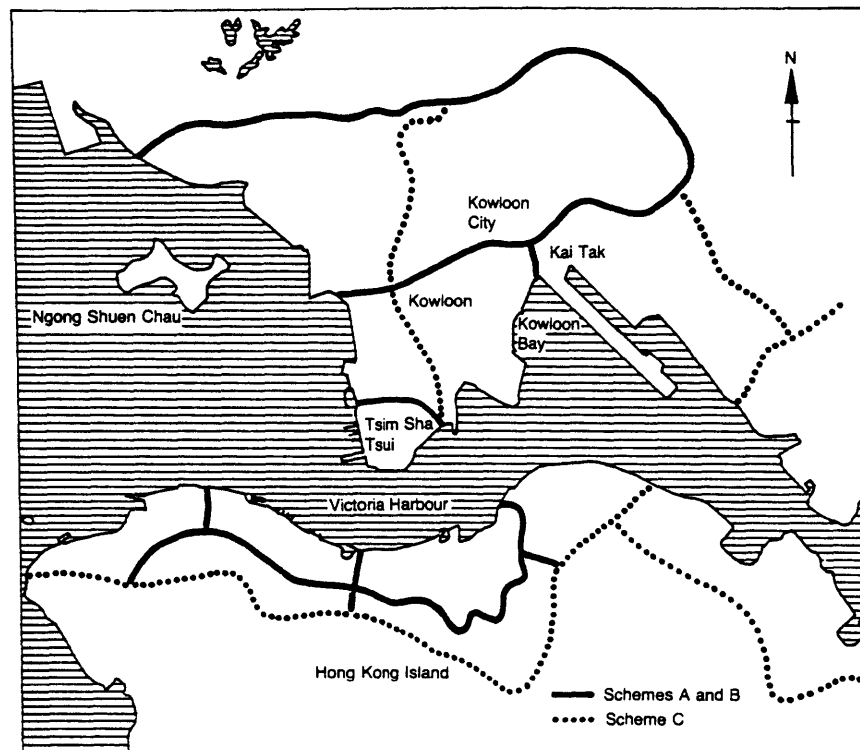 N
Kowloon
City
Kai Tak
Ngong Shuen Chau
Kowloon
Kowloon
Bay
Tsim Sha
Tsui
Victoria Harbour
Hong Kong Island
Schemes A and B
Scheme C